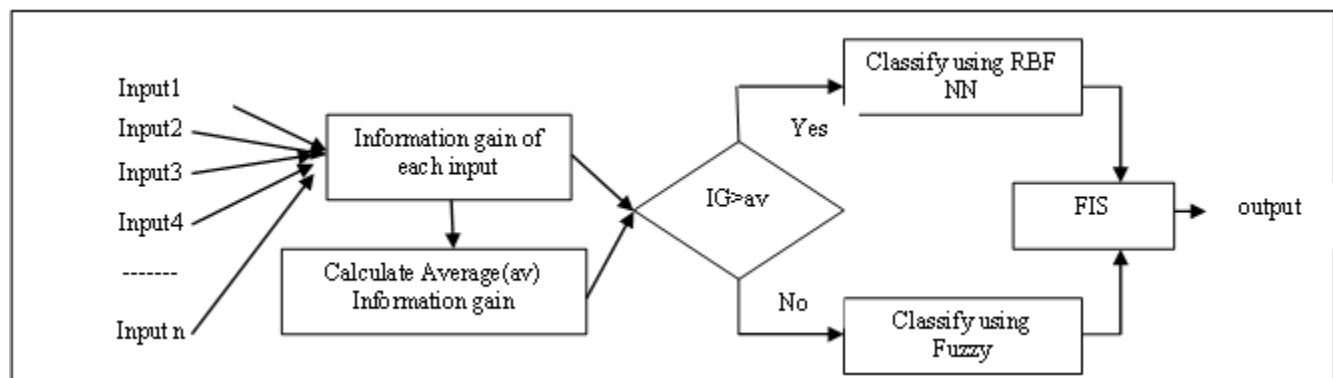 Input1
Input2
Input3
Input4
-------
Input n
Information gain of
each input
Calculate Average(av)
Information gain
IG>av
Yes
No
Classify using RBF
NN
Classify using
Fuzzy
FIS
output